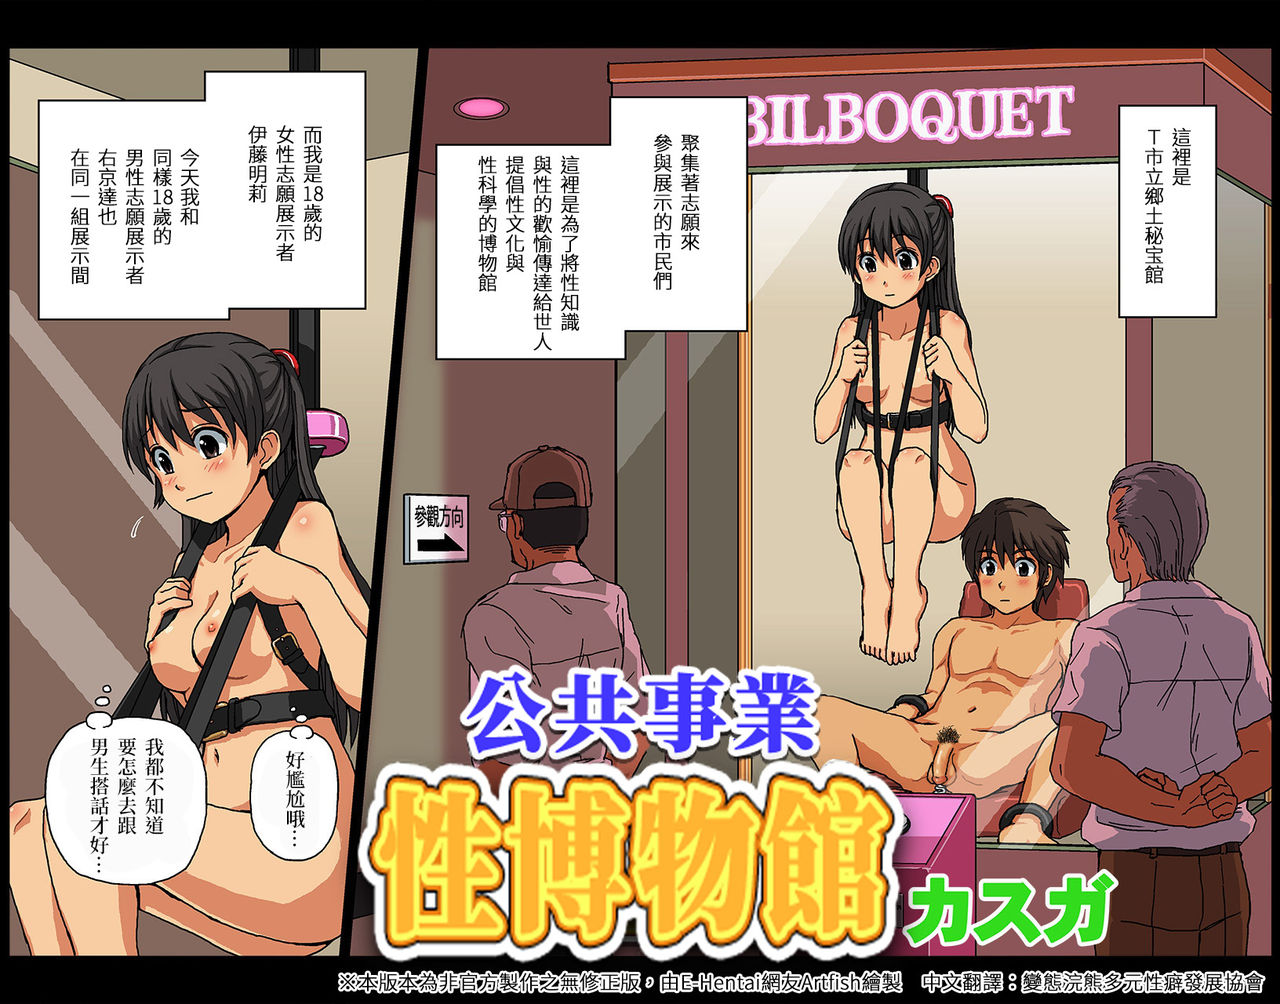 BILBOQUET
這裡是
T市立鄉土秘宝館
聚集著志願來
參與展示的市民們
這裡是為了將性知識
與性的歡愉傳達給世人
提倡性文化與
性科學的博物館
而我是18歲的
女性志願展示者
伊藤明莉
今天我和
同樣18歲的
男性志願展示者
右京達也
在同一組展示間
參觀方向
好尷尬哦…
我都不知道
要怎麼去跟
男生搭話才好…
公共事業
性博物館
カスガ
※本版本為非官方製作之無修正版，由E-Hentai網友Artfish繪製　中文翻譯：變態浣熊多元性癖發展協會